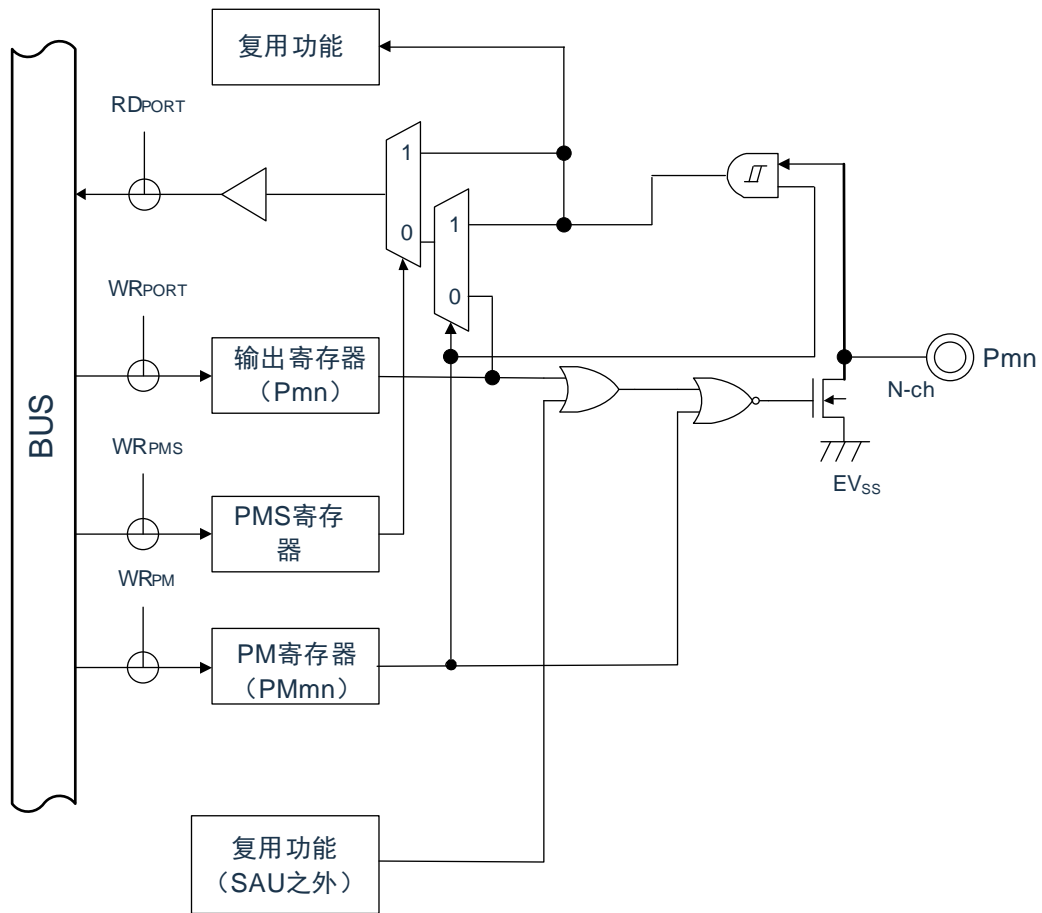 复用功能
RDPORT
1
0
1
0
WRPORT
输出寄存器
（Pmn）
Pmn
N-ch
EVSS
BUS
WRPMS
PMS寄存
器
WRPM
PM寄存器
（PMmn）
复用功能
（SAU之外）